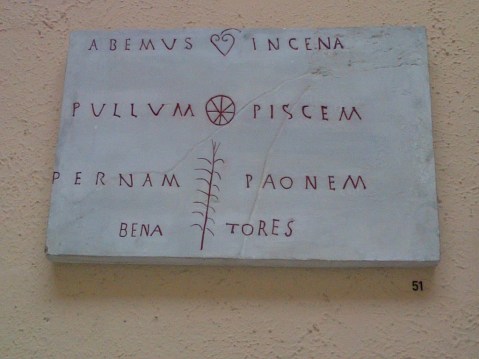 ABEMUS INCENA
PULLUM PISCEM
PERNAM PAONEM
BENA TORES
51